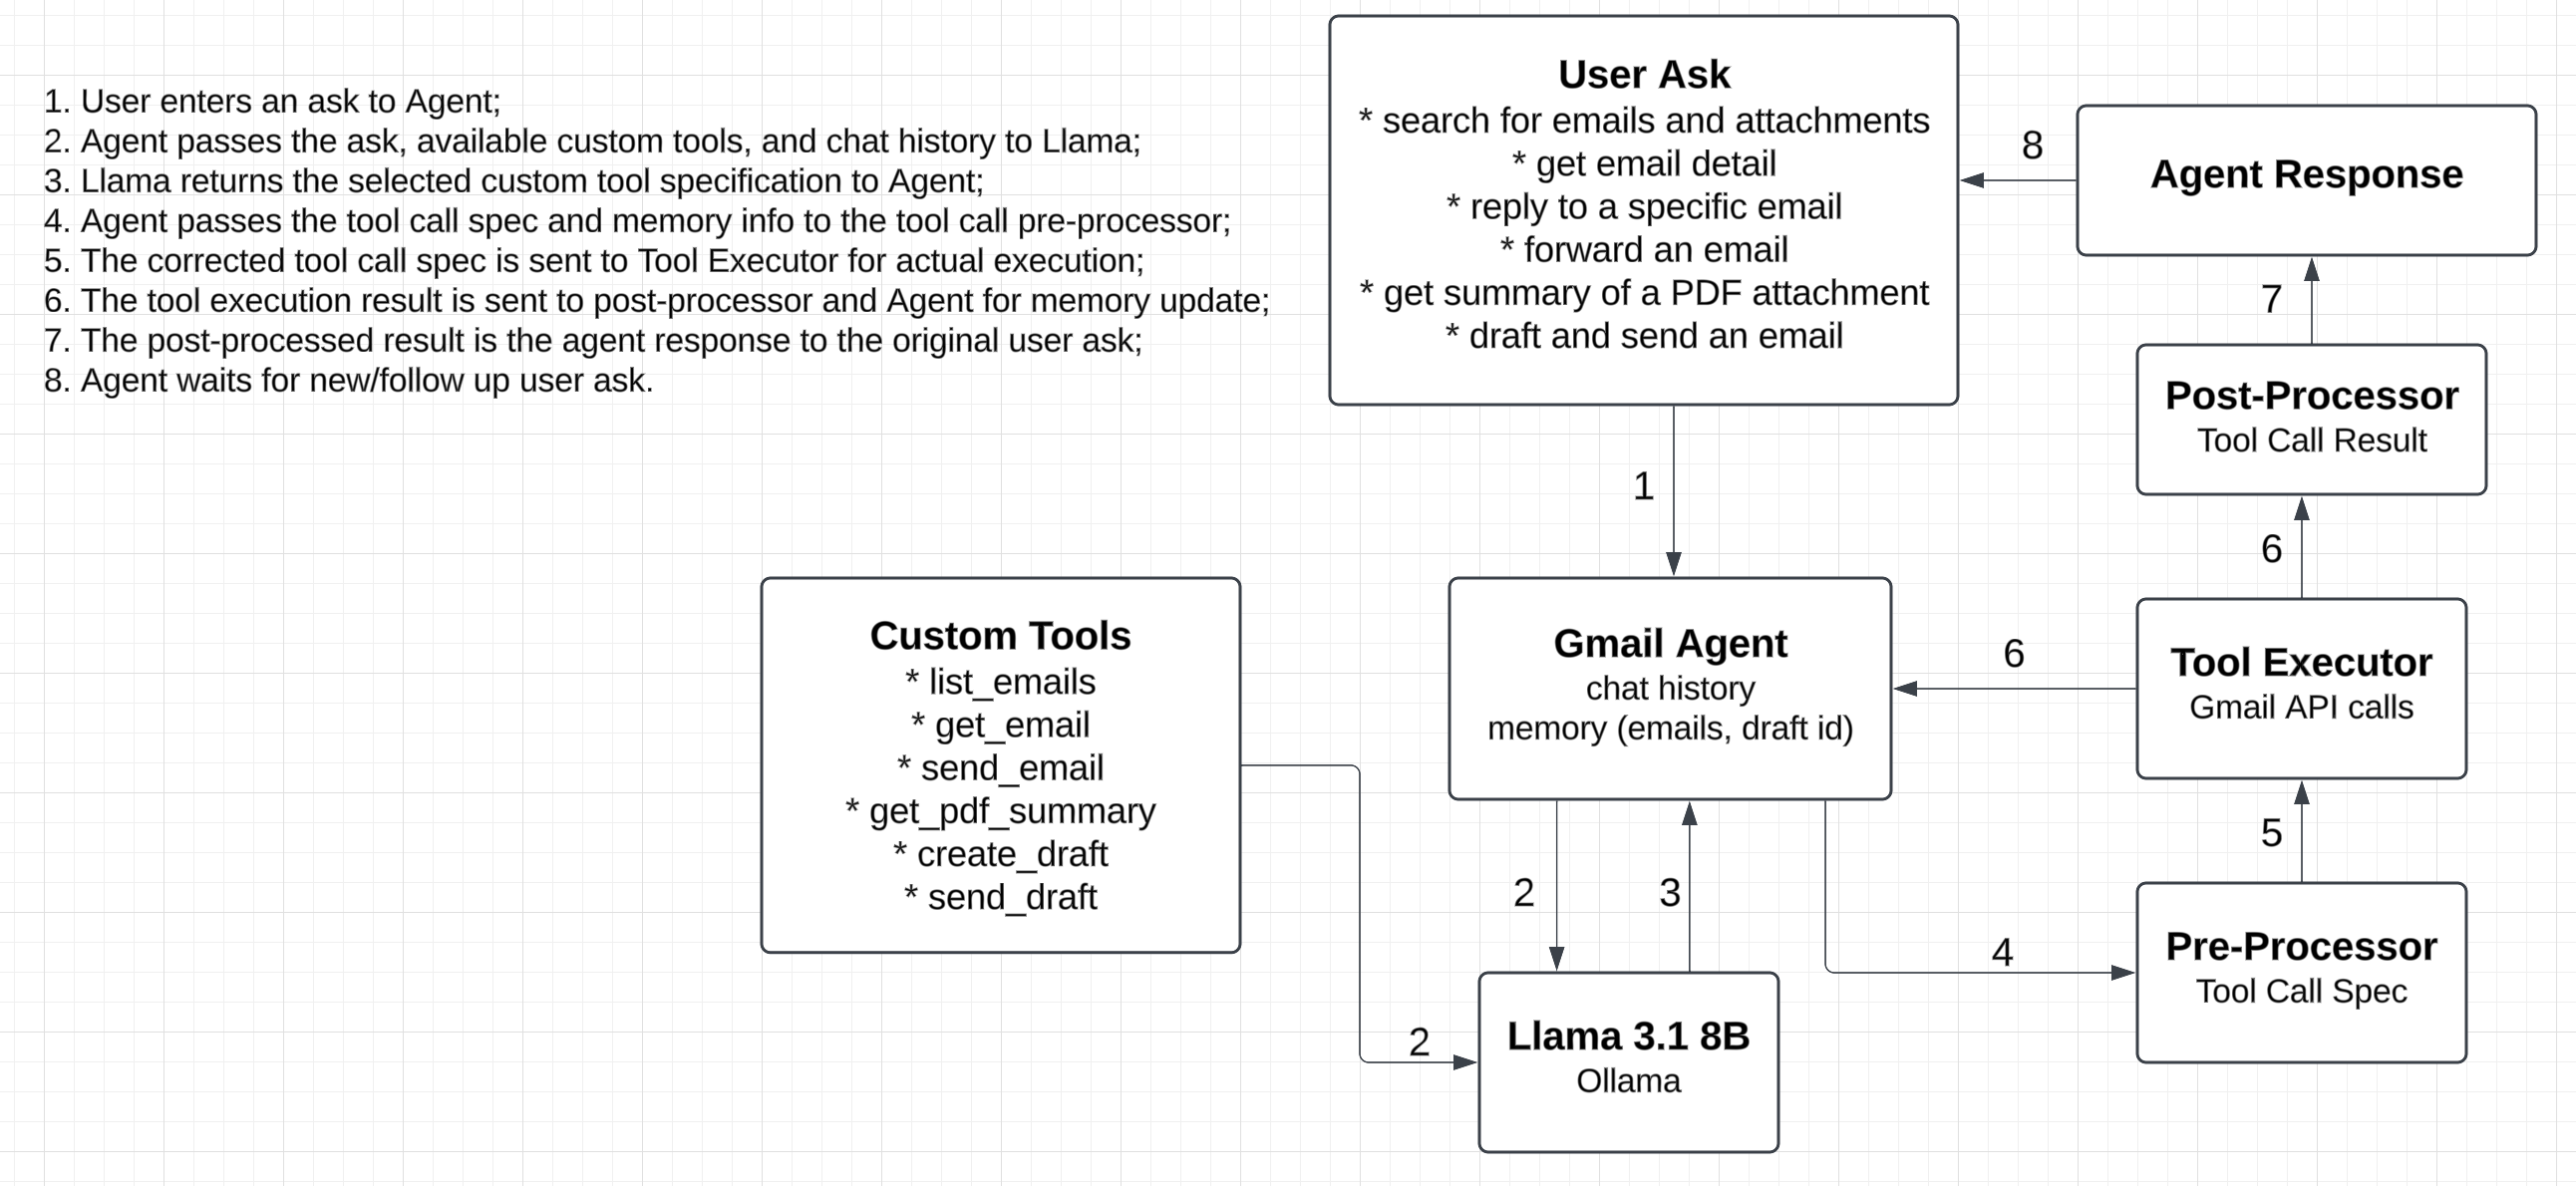 1. User enters an ask to Agent;
2. Agent passes the ask, available custom tools, and chat history to Llama;
3. Llama returns the selected custom tool specification to Agent;
4. Agent passes the tool call spec and memory info to the tool call pre-processor;
5. The corrected tool call spec is sent to Tool Executor for actual execution;
6. The tool execution result is sent to post-processor and Agent for memory update;
7. The post-processed result is the agent response to the original user ask;
8. Agent waits for new/follow up user ask.
User Ask
* search for emails and attachments
* get email detail
* reply to a specific email
* forward an email
* get summary of a PDF attachment
* draft and send an email
8
Agent Response
7
Post-Processor
Tool Call Result
1
6
Custom Tools
* list_emails
* get_email
* send_email
* get_pdf_summary
* create_draft
* send_draft
Gmail Agent
chat history
memory (emails, draft id)
6
Tool Executor
Gmail API calls
5
2
3
4
Pre-Processor
Tool Call Spec
2
Llama 3.1 8B
Ollama